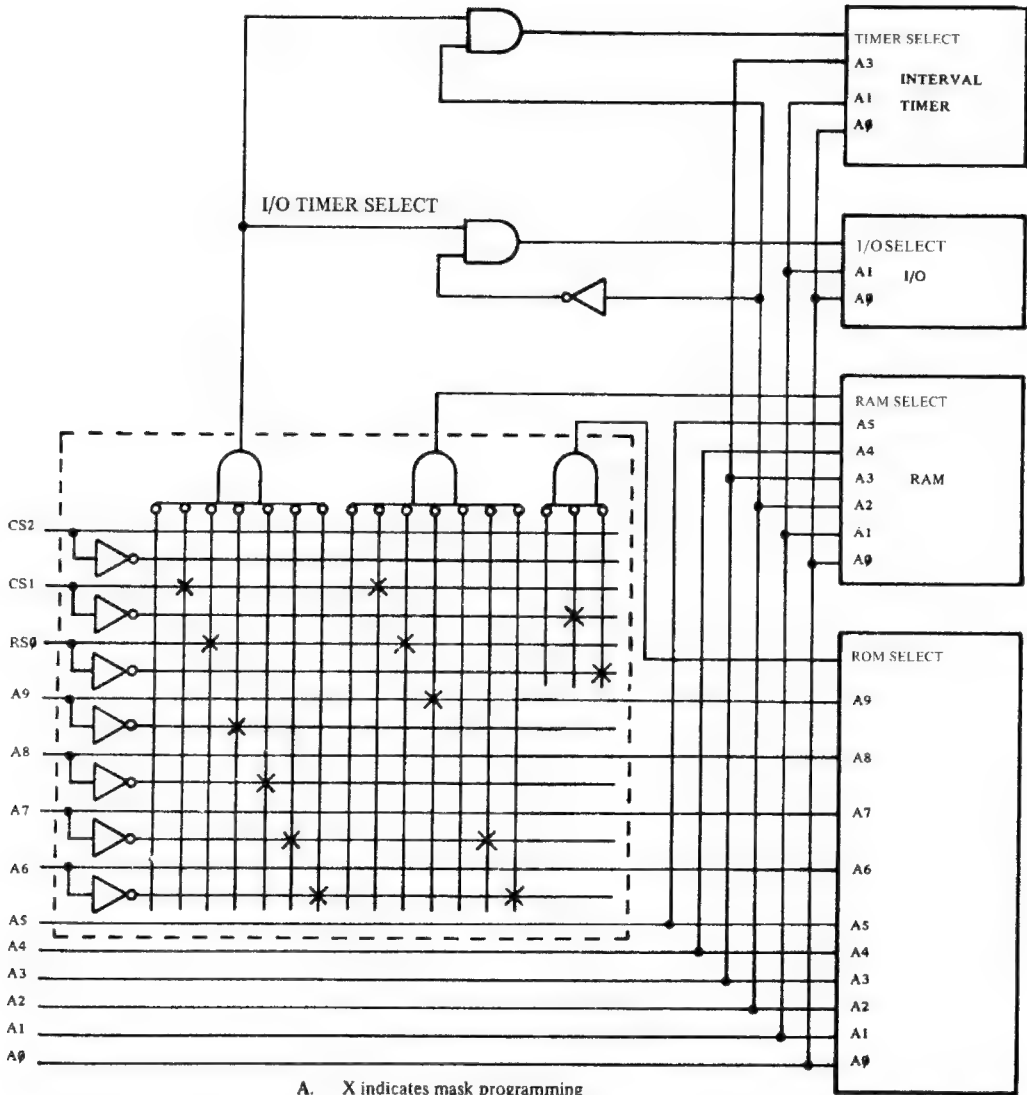 TIMER SELECT
A3
INTERVAL
A1
TIMER
Aφ
I/O TIMER SELECT
I/O SELECT
A1
I/O
Aφ
RAM SELECT
A5
A4
A3
RAM
A2
A1
Aφ
CS2
CS1
RSφ
A9
A8
A7
A6
A5
A4
A3
A2
A1
Aφ
ROM SELECT
A9
A8
A7
A6
A5
A4
A3
A2
A1
Aφ
A. X indicates mask programming